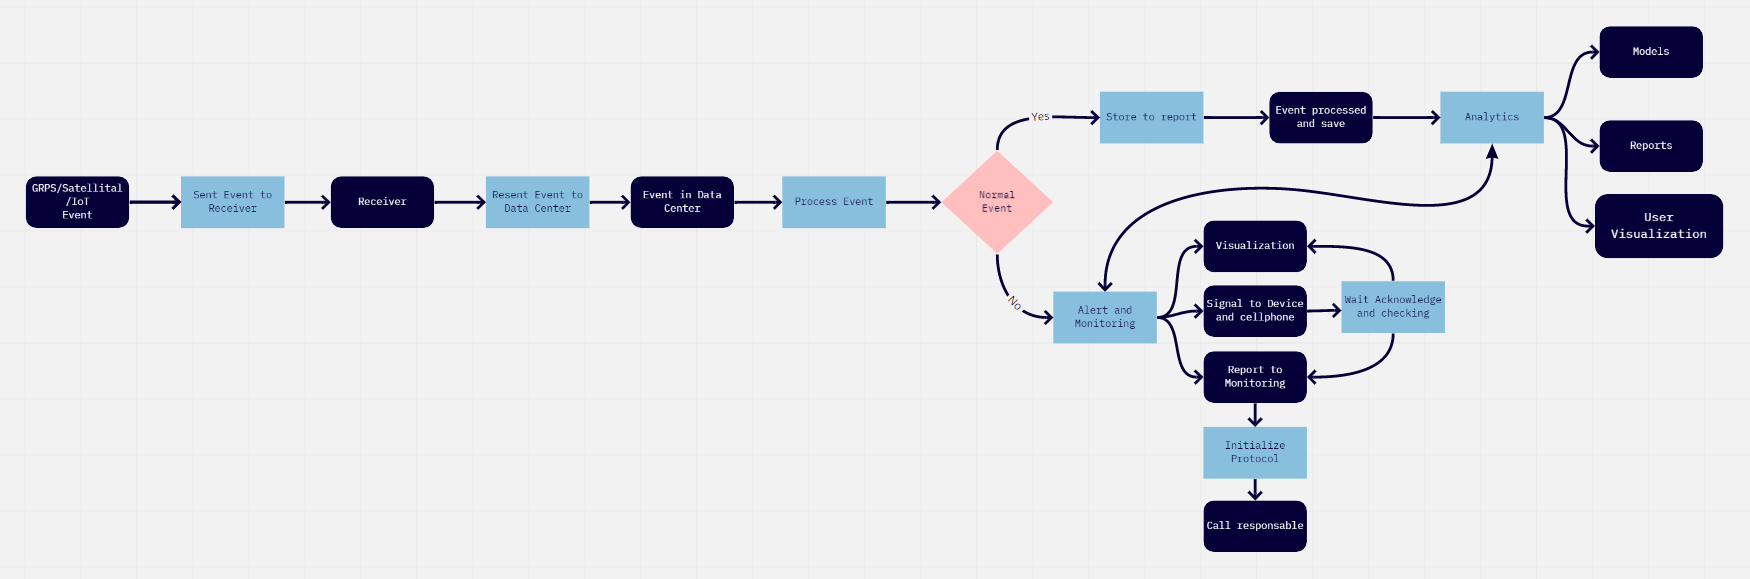 GRPS/Satellital
/IoT
Event
Sent Event to
Receiver
Receiver
Resent Event to
Data Center
Event in Data
Center
Process Event
Normal
Event
Yes
Store to report
Event processed
and save
Analytics
Models
Reports
User
Visualization
No
Alert and
Monitoring
Visualization
Signal to Device
and cellphone
Wait Acknowledge
and checking
Report to
Monitoring
Initialize
Protocol
Call responsable